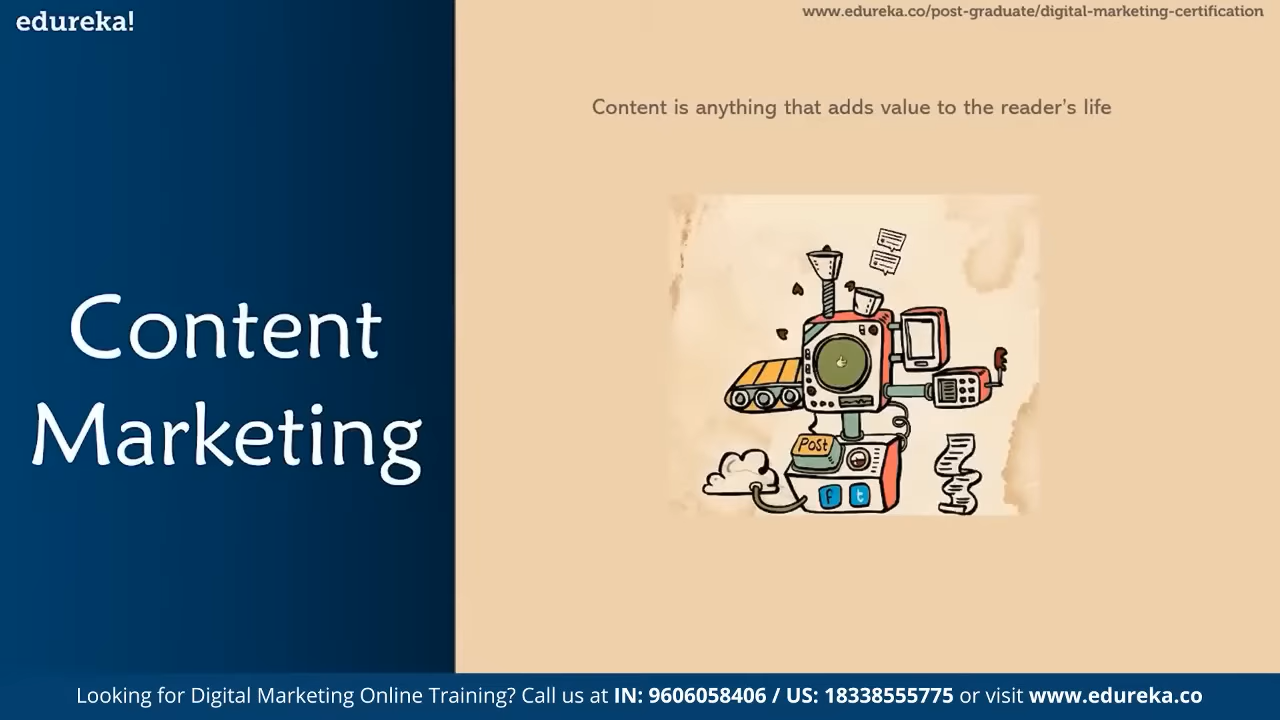 edureka!
www.edureka.co/post-graduate/digital-marketing-certification
Content is anything that adds value to the reader's life
Content
Marketing
Post
f
t
Looking for Digital Marketing Online Training? Call us at IN: 9606058406 / US: 18338555775 or visit www.edureka.co